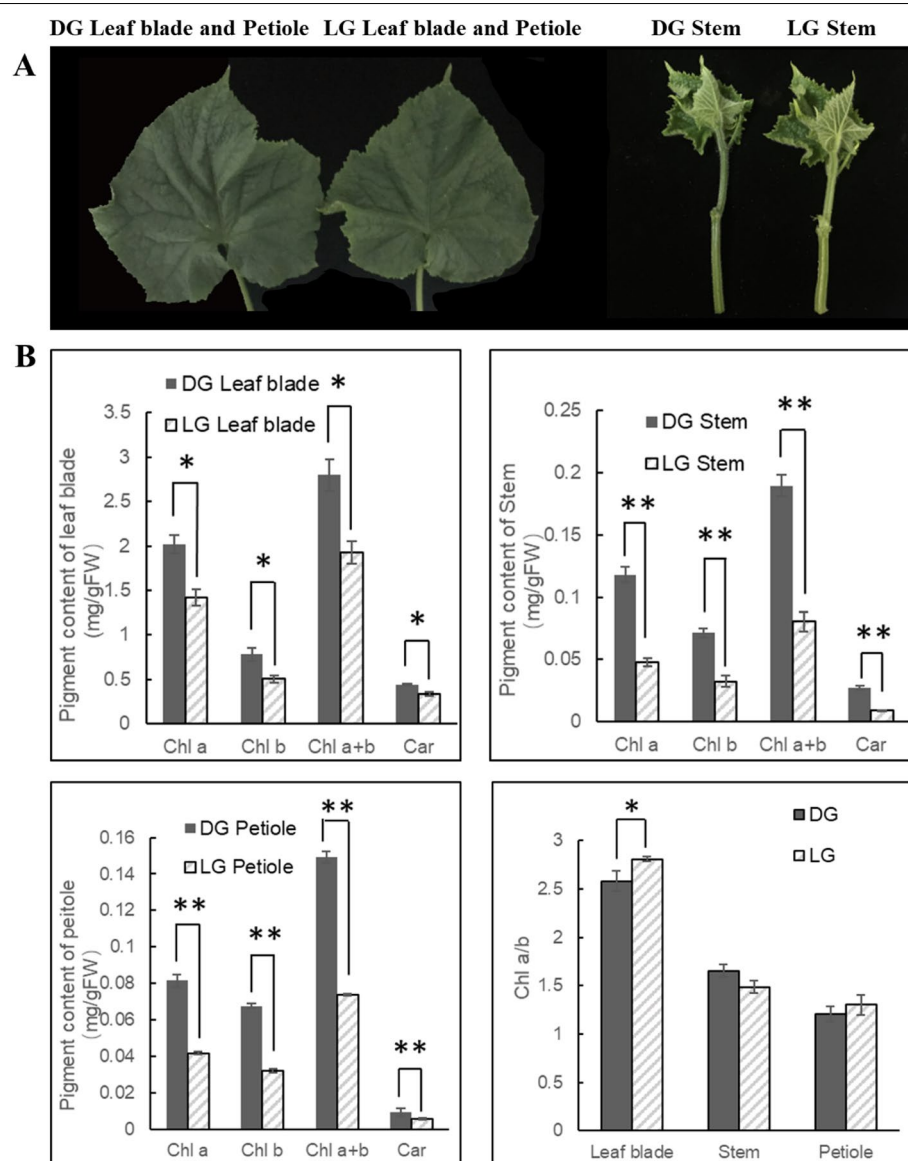 DG Leaf blade and Petiole LG Leaf blade and Petiole DG Stem LG Stem
A
B
DG Leaf blade
LG Leaf blade
Pigment content of leaf blade
(mg/gFW)
3.5
3
2.5
2
1.5
1
0.5
0
*
*
*
*
Chl a Chl b Chl a+b Car
DG Stem
LG Stem
Pigment content of Stem
(mg/gFW)
0.25
0.2
0.15
0.1
0.05
0
**
**
**
**
Chl a Chl b Chl a+b Car
DG Petiole
LG Petiole
Pigment content of peitole
(mg/gFW)
0.16
0.14
0.12
0.1
0.08
0.06
0.04
0.02
0
**
**
**
**
Chl a Chl b Chl a+b Car
DG
LG
Chl a/b
3
2.5
2
1.5
1
0.5
0
*
Leaf blade Stem Petiole